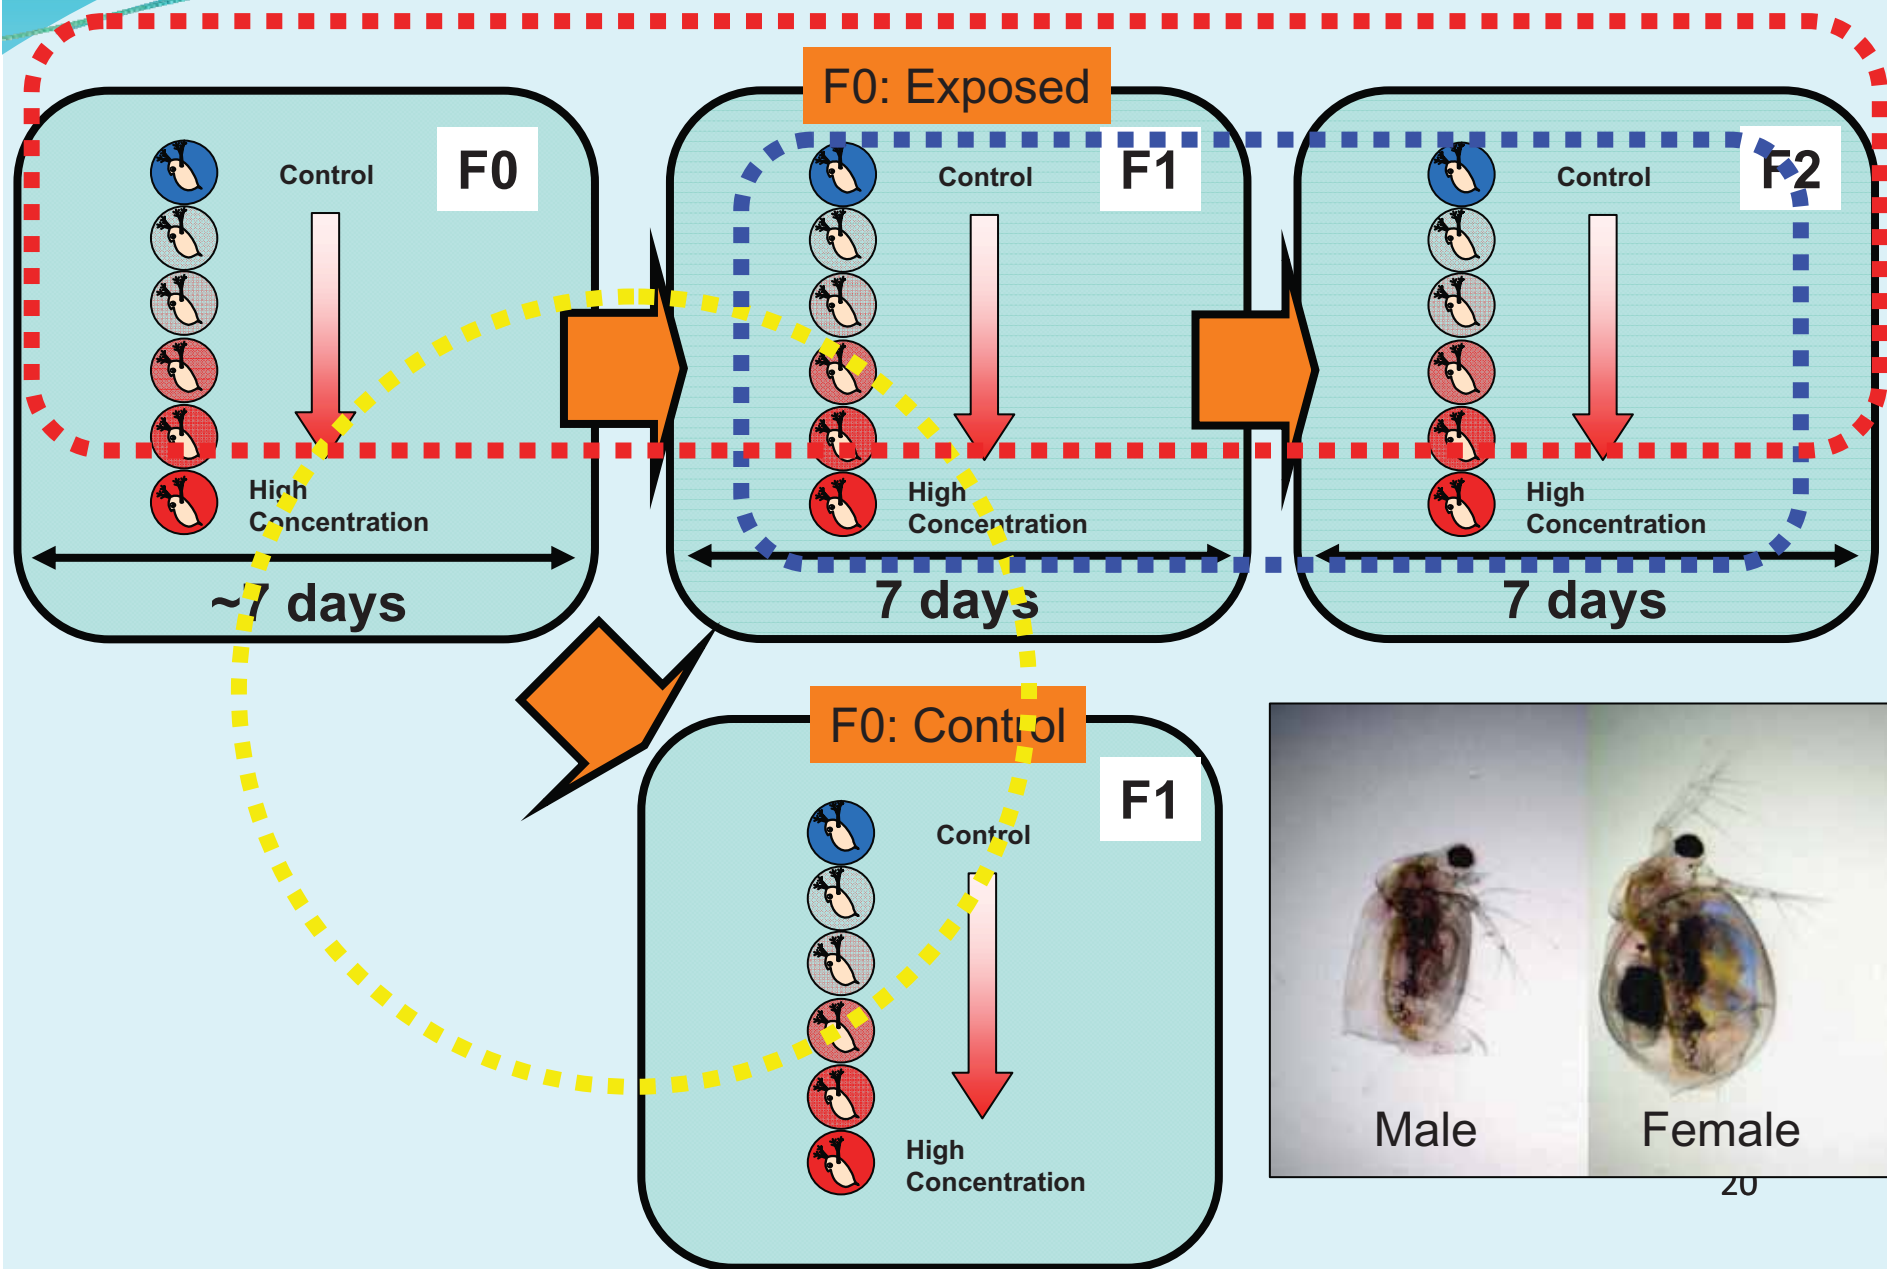 F0: Exposed
F0
Control
High
Concentration
~7 days
F1
Control
High
Concentration
7 days
F2
Control
High
Concentration
7 days
F0: Control
F1
Control
High
Concentration
Male
Female
20